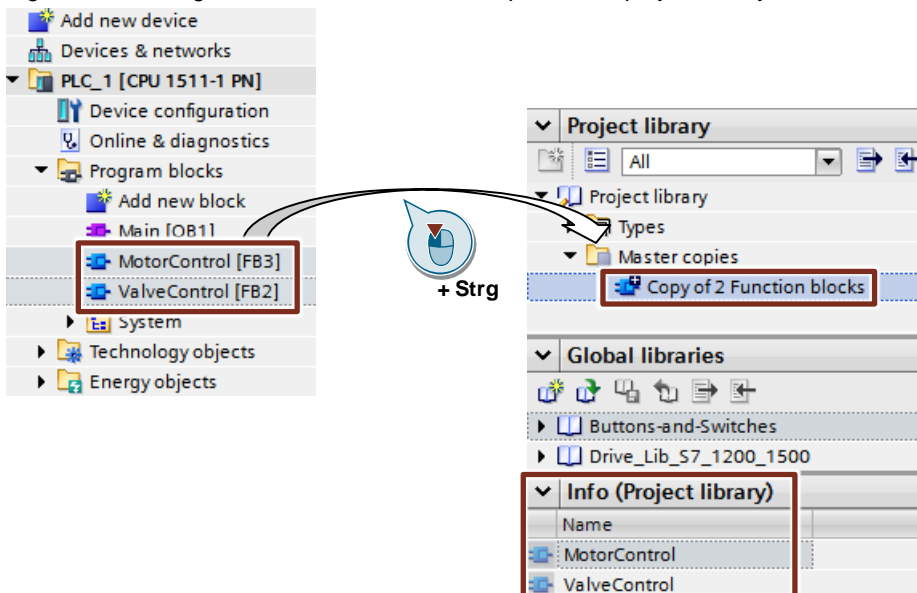 Add new device
Devices & networks
PLC_1 [CPU 1511-1 PN]
Device configuration
Online & diagnostics
Program blocks
Add new block
Main [OB1]
MotorControl [FB3]
ValveControl [FB2]
System
Technology objects
Energy objects
+ Strg
Project library
All
Project library
Types
Master copies
Copy of 2 Function blocks
Global libraries
Buttons-and-Switches
Drive_Lib_S7_1200_1500
Info (Project library)
Name
MotorControl
ValveControl